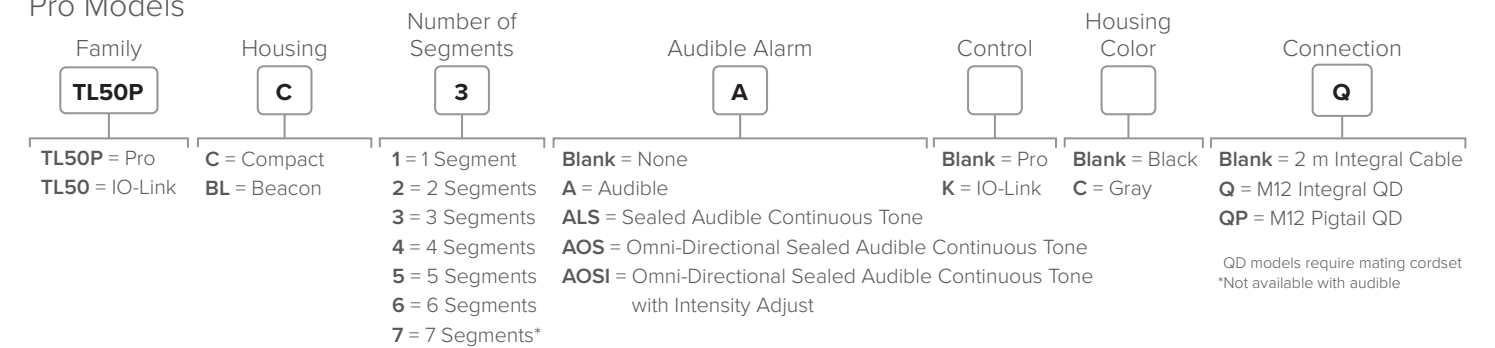 Pro Models
Family
TL50P
TL50P = Pro
TL50 = IO-Link
Housing
C
C = Compact
BL = Beacon
Number of
Segments
3
1 = 1 Segment
2 = 2 Segments
3 = 3 Segments
4 = 4 Segments
5 = 5 Segments
6 = 6 Segments
7 = 7 Segments*
Audible Alarm
A
Blank = None
A = Audible
ALS = Sealed Audible Continuous Tone
AOS = Omni-Directional Sealed Audible Continuous Tone
AOSI = Omni-Directional Sealed Audible Continuous Tone
with Intensity Adjust
Control
Blank = Pro
K = IO-Link
Housing
Color
Blank = Black
C = Gray
Connection
Q
Blank = 2 m Integral Cable
Q = M12 Integral QD
QP = M12 Pigtail QD
QD models require mating cordset
*Not available with audible